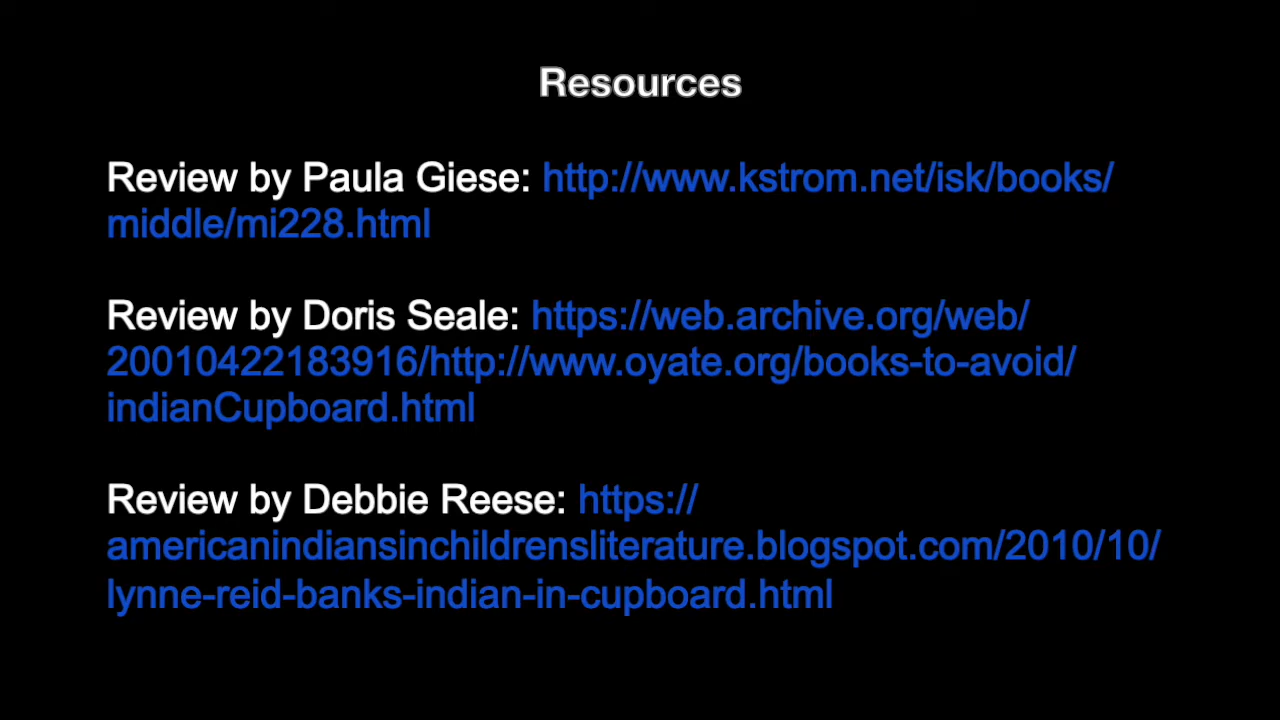 Resources
Review by Paula Giese: http://www.kstrom.net/isk/books/
middle/mi228.html
Review by Doris Seale: https://web.archive.org/web/
20010422183916/http://www.oyate.org/books-to-avoid/
indianCupboard.html
Review by Debbie Reese: https://
americanindiansinchildrensliterature.blogspot.com/2010/10/
lynne-reid-banks-indian-in-cupboard.html